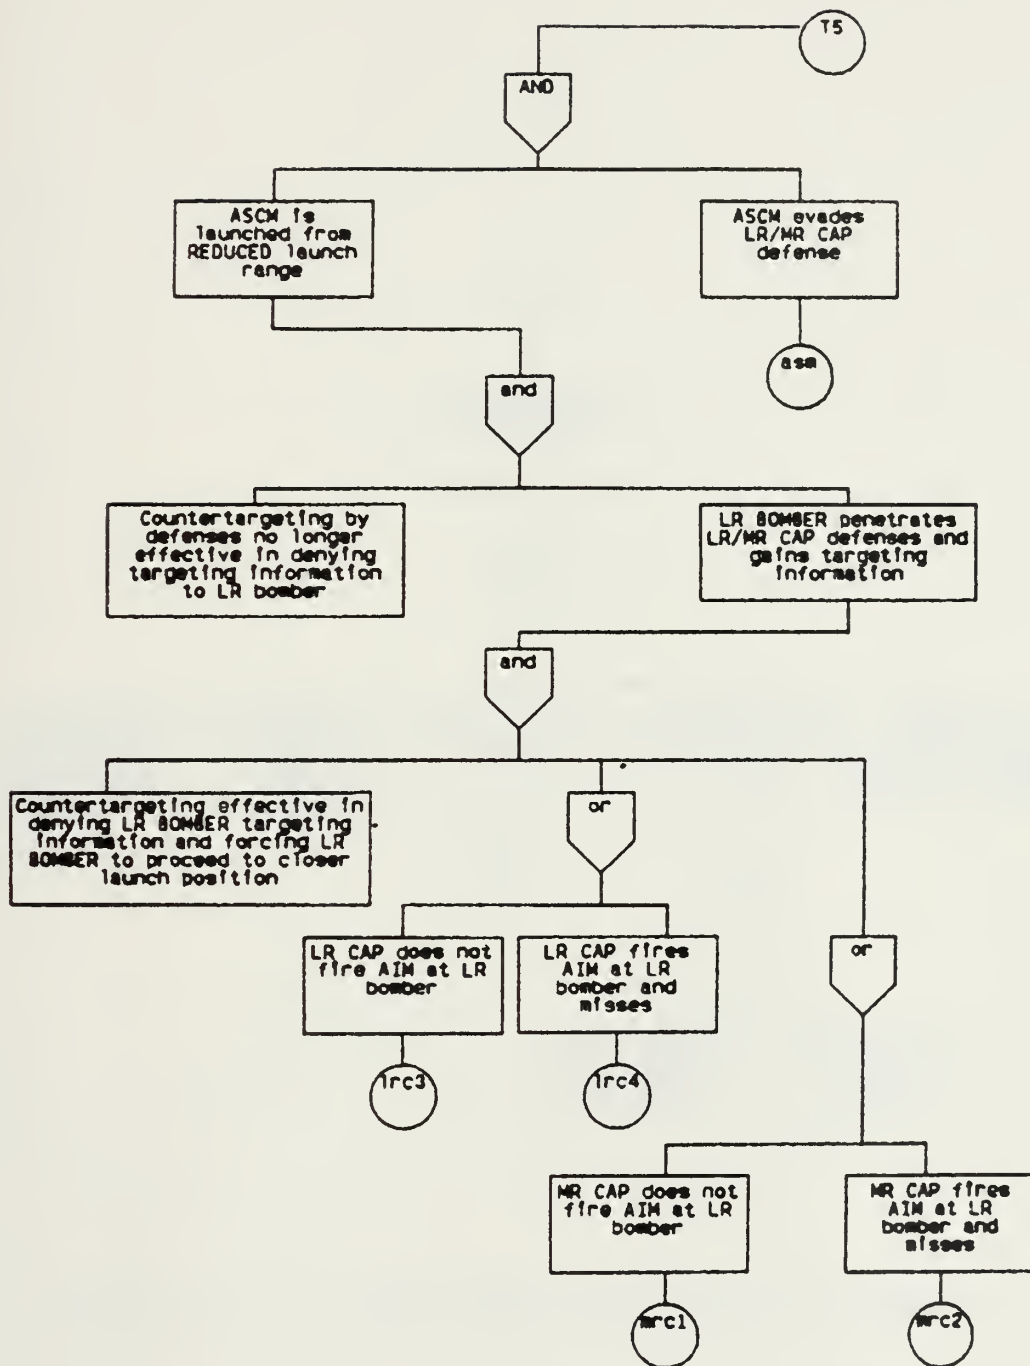 T5
AND
ASCM is
launched from
REDUCED launch
range
ASCM evades
LR/MR CAP
defense
asm
and
Countertargeting by
defenses no longer
effective in denying
targeting information
to LR bomber
LR BOMBER penetrates
LR/MR CAP defenses and
gains targeting
information
and
Countertargeting effective in
denying LR BOMBER targeting
information and forcing LR
BOMBER to proceed to closer
launch position
or
LR CAP does not
fire AIM at LR
bomber
LR CAP fires
AIM at LR
bomber and
misses
or
lrc3
lrc4
MR CAP does not
fire AIM at LR
bomber
MR CAP fires
AIM at LR
bomber and
misses
mrc1
mrc2